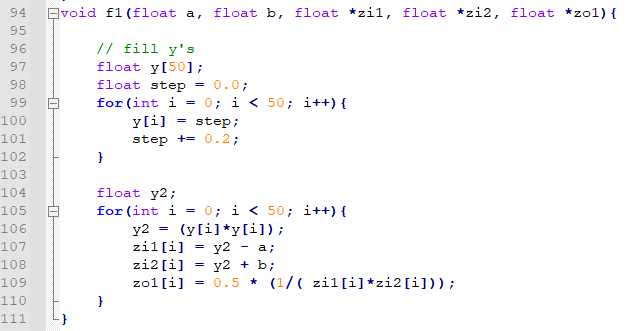 94 void f1(float a, float b, float *zi1, float *zi2, float *zo1){
95
96 // fill y's
97 float y[50];
98 float step = 0.0;
99 for(int i = 0; i < 50; i++){
100 y[i] = step;
101 step += 0.2;
102 }
103
104 float y2;
105 for(int i = 0; i < 50; i++){
106 y2 = (y[i]*y[i]);
107 zi1[i] = y2 - a;
108 zi2[i] = y2 + b;
109 zo1[i] = 0.5 * (1/( zi1[i]*zi2[i]));
110 }
111 }